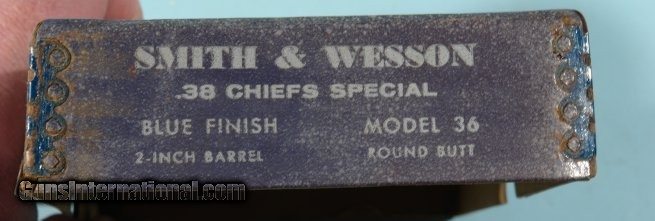 SMITH & WESSON
.38 CHIEFS SPECIAL
BLUE FINISH MODEL 36
2-INCH BARREL ROUND BUTT
GunsInternational.com